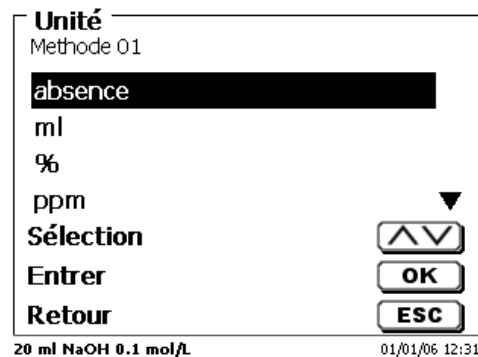 Unité
Methode 01
absence
ml
%
ppm
Sélection
Entrer OK
Retour ESC
20 ml NaOH 0.1 mol/L 01/01/06 12:31